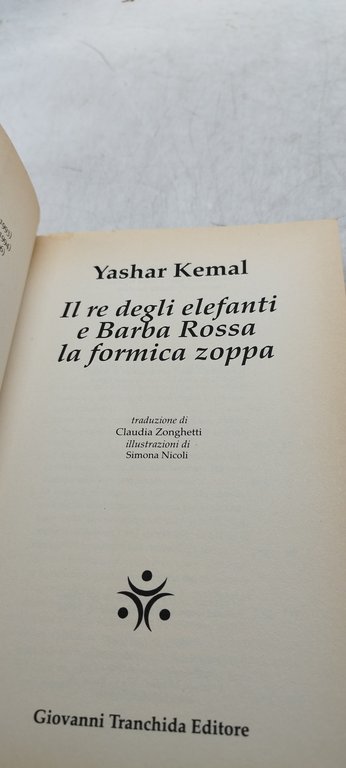 Yashar Kemal
Il re degli elefanti
e Barba Rossa
la formica zoppa
traduzione di
Claudia Zonghetti
illustrazioni di
Simona Nicoli
Giovanni Tranchida Editore